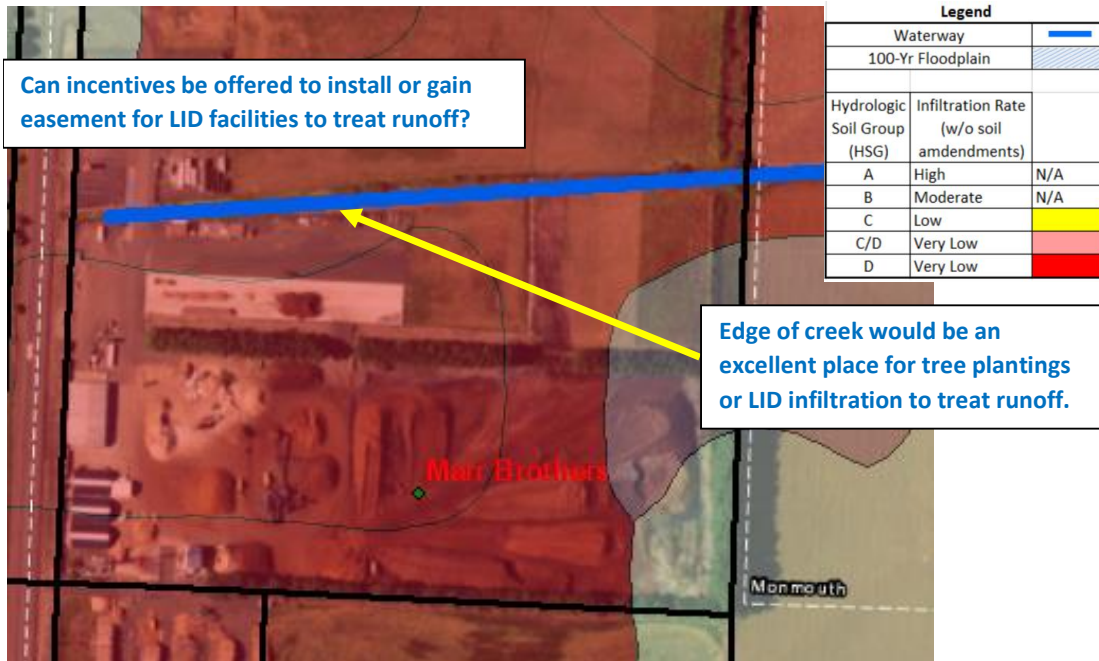 Can incentives be offered to install or gain
easement for LID facilities to treat runoff?
Legend
Waterway
100-Yr Floodplain
Hydrologic Soil Group (HSG)
Infiltration Rate (w/o soil amdendments)
A High N/A
B Moderate N/A
C Low
C/D Very Low
D Very Low
Edge of creek would be an
excellent place for tree plantings
or LID infiltration to treat runoff.
Marr Brothers
Monmouth